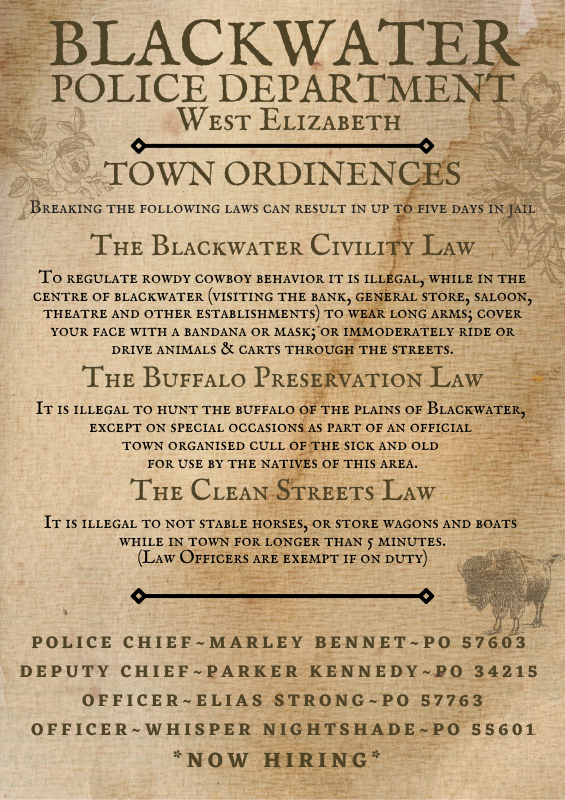 BLACKWATER
POLICE DEPARTMENT
WEST ELIZABETH
TOWN ORDINENCES
BREAKING THE FOLLOWING LAWS CAN RESULT IN UP TO FIVE DAYS IN JAIL
THE BLACKWATER CIVILITY LAW
TO REGULATE ROWDY COWBOY BEHAVIOR IT IS ILLEGAL, WHILE IN THE
CENTRE OF BLACKWATER (VISITING THE BANK, GENERAL STORE, SALOON,
THEATRE AND OTHER ESTABLISHMENTS) TO WEAR LONG ARMS; COVER
YOUR FACE WITH A BANDANA OR MASK; OR IMMODERATELY RIDE OR
DRIVE ANIMALS & CARTS THROUGH THE STREETS.
THE BUFFALO PRESERVATION LAW
IT IS ILLEGAL TO HUNT THE BUFFALO OF THE PLAINS OF BLACKWATER,
EXCEPT ON SPECIAL OCCASIONS AS PART OF AN OFFICIAL
TOWN ORGANISED CULL OF THE SICK AND OLD
FOR USE BY THE NATIVES OF THIS AREA.
THE CLEAN STREETS LAW
IT IS ILLEGAL TO NOT STABLE HORSES, OR STORE WAGONS AND BOATS
WHILE IN TOWN FOR LONGER THAN 5 MINUTES.
(LAW OFFICERS ARE EXEMPT IF ON DUTY)
POLICE CHIEF~MARLEY BENNET~PO 57603
DEPUTY CHIEF~PARKER KENNEDY~PO 34215
OFFICER~ELIAS STRONG~PO 57763
OFFICER~WHISPER NIGHTSHADE~PO 55601
*NOW HIRING*